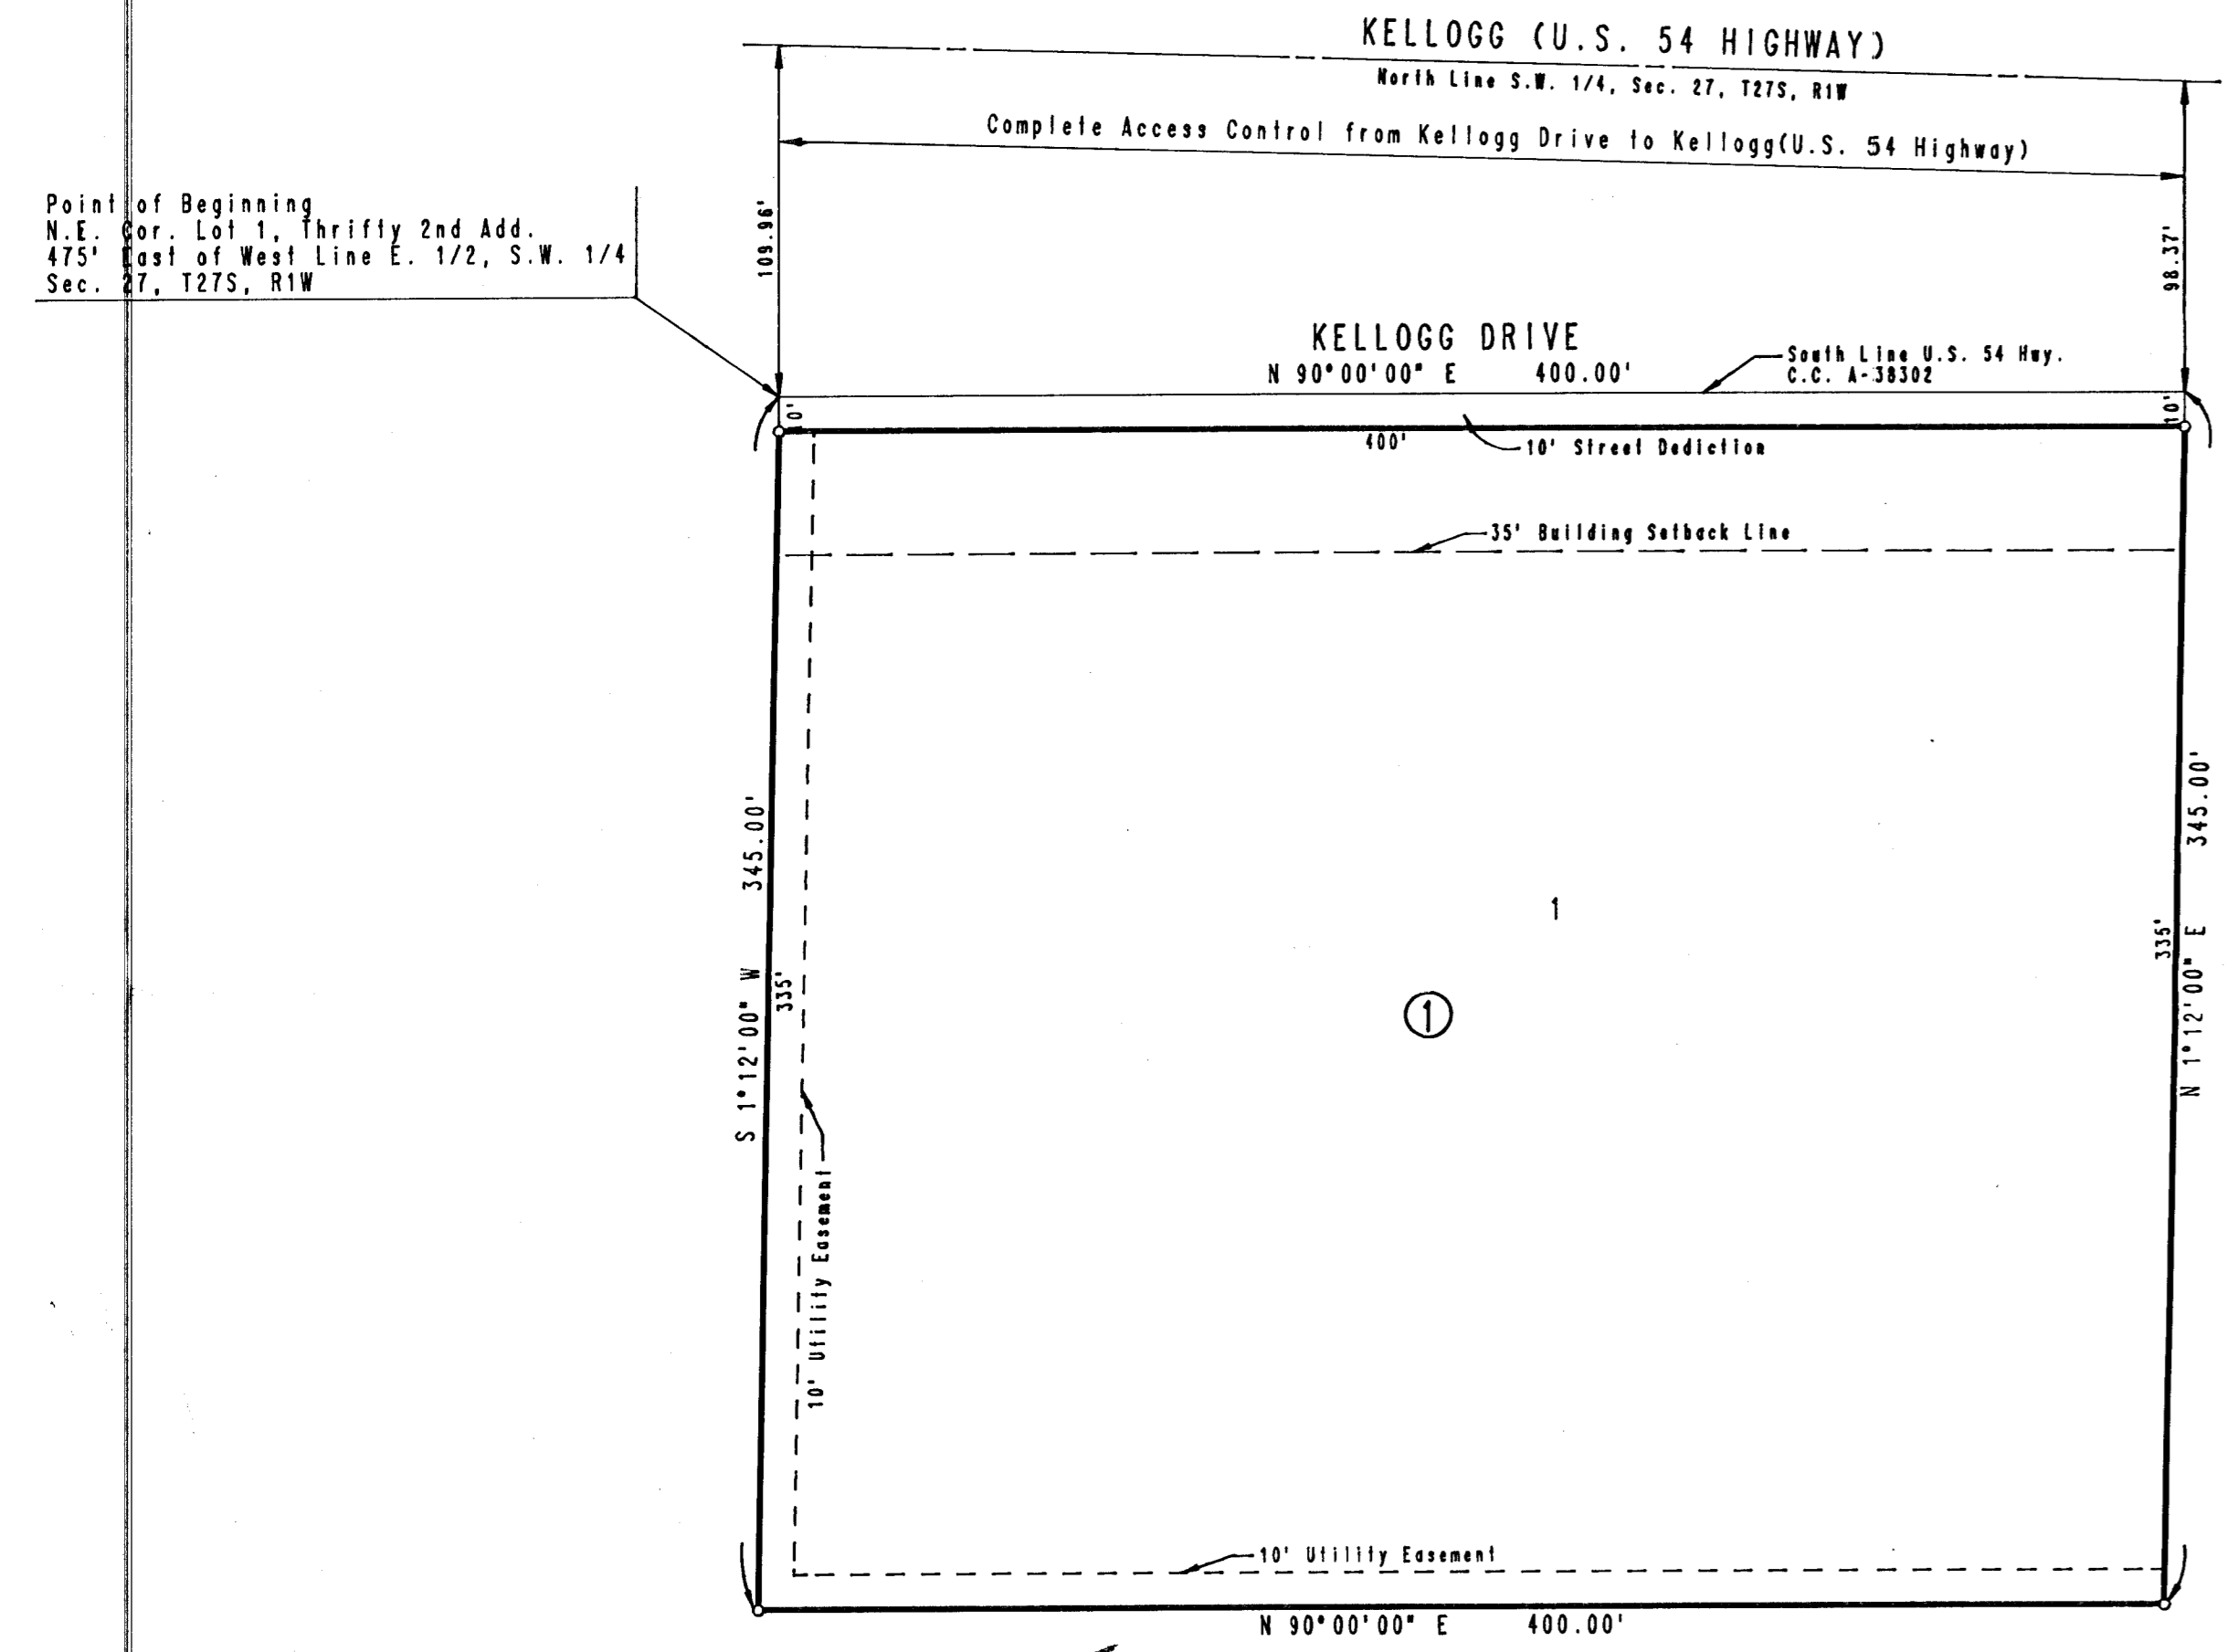 KELLOGG (U.S. 54 HIGHWAY)
North Line S.W. 1/4, Sec. 27, T27S, R1W
Complete Access Control from Kellogg Drive to Kellogg(U.S. 54 Highway)
Point of Beginning
N.E. Cor. Lot 1, Thrifty 2nd Add.
475' East of West Line E. 1/2, S.W. 1/4
Sec. 27, T27S, R1W
109.96'
98.37'
KELLOGG DRIVE
N 90°00'00" E 400.00'
South Line U.S. 54 Hwy.
C.C. A-38302
10'
10'
400'
10' Street Dediction
35' Building Setback Line
S 1°12'00" W 345.00'
335'
1
1
335'
N 1°12'00" E 345.00'
10' Utility Easement
10' Utility Easement
N 90°00'00" E 400.00'